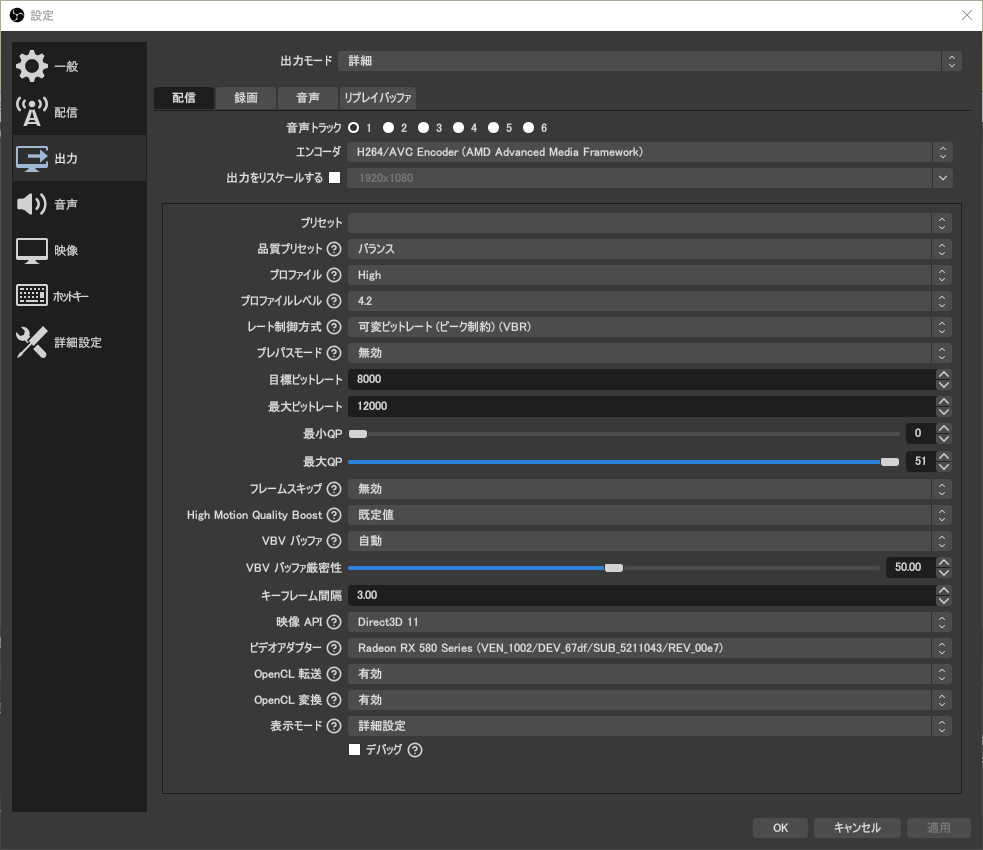 設定
一般
配信
出力
音声
映像
ホットキー
詳細設定
出力モード 詳細
配信 録画 音声 リプレイバッファ
音声トラック 1 2 3 4 5 6
エンコーダ H264/AVC Encoder (AMD Advanced Media Framework)
出力をリスケールする 1920x1080
プリセット
品質プリセット ? バランス
プロファイル ? High
プロファイルレベル ? 4.2
レート制御方式 ? 可変ビットレート (ピーク制約) (VBR)
プレパスモード ? 無効
目標ビットレート 8000
最大ビットレート 12000
最小QP 0
最大QP 51
フレームスキップ ? 無効
High Motion Quality Boost ? 既定値
VBV バッファ ? 自動
VBV バッファ厳密性 50.00
キーフレーム間隔 3.00
映像 API ? Direct3D 11
ビデオアダプター ? Radeon RX 580 Series (VEN_1002/DEV_67df/SUB_5211043/REV_00e7)
OpenCL 転送 ? 有効
OpenCL 変換 ? 有効
表示モード ? 詳細設定
デバッグ ?
OK キャンセル 適用